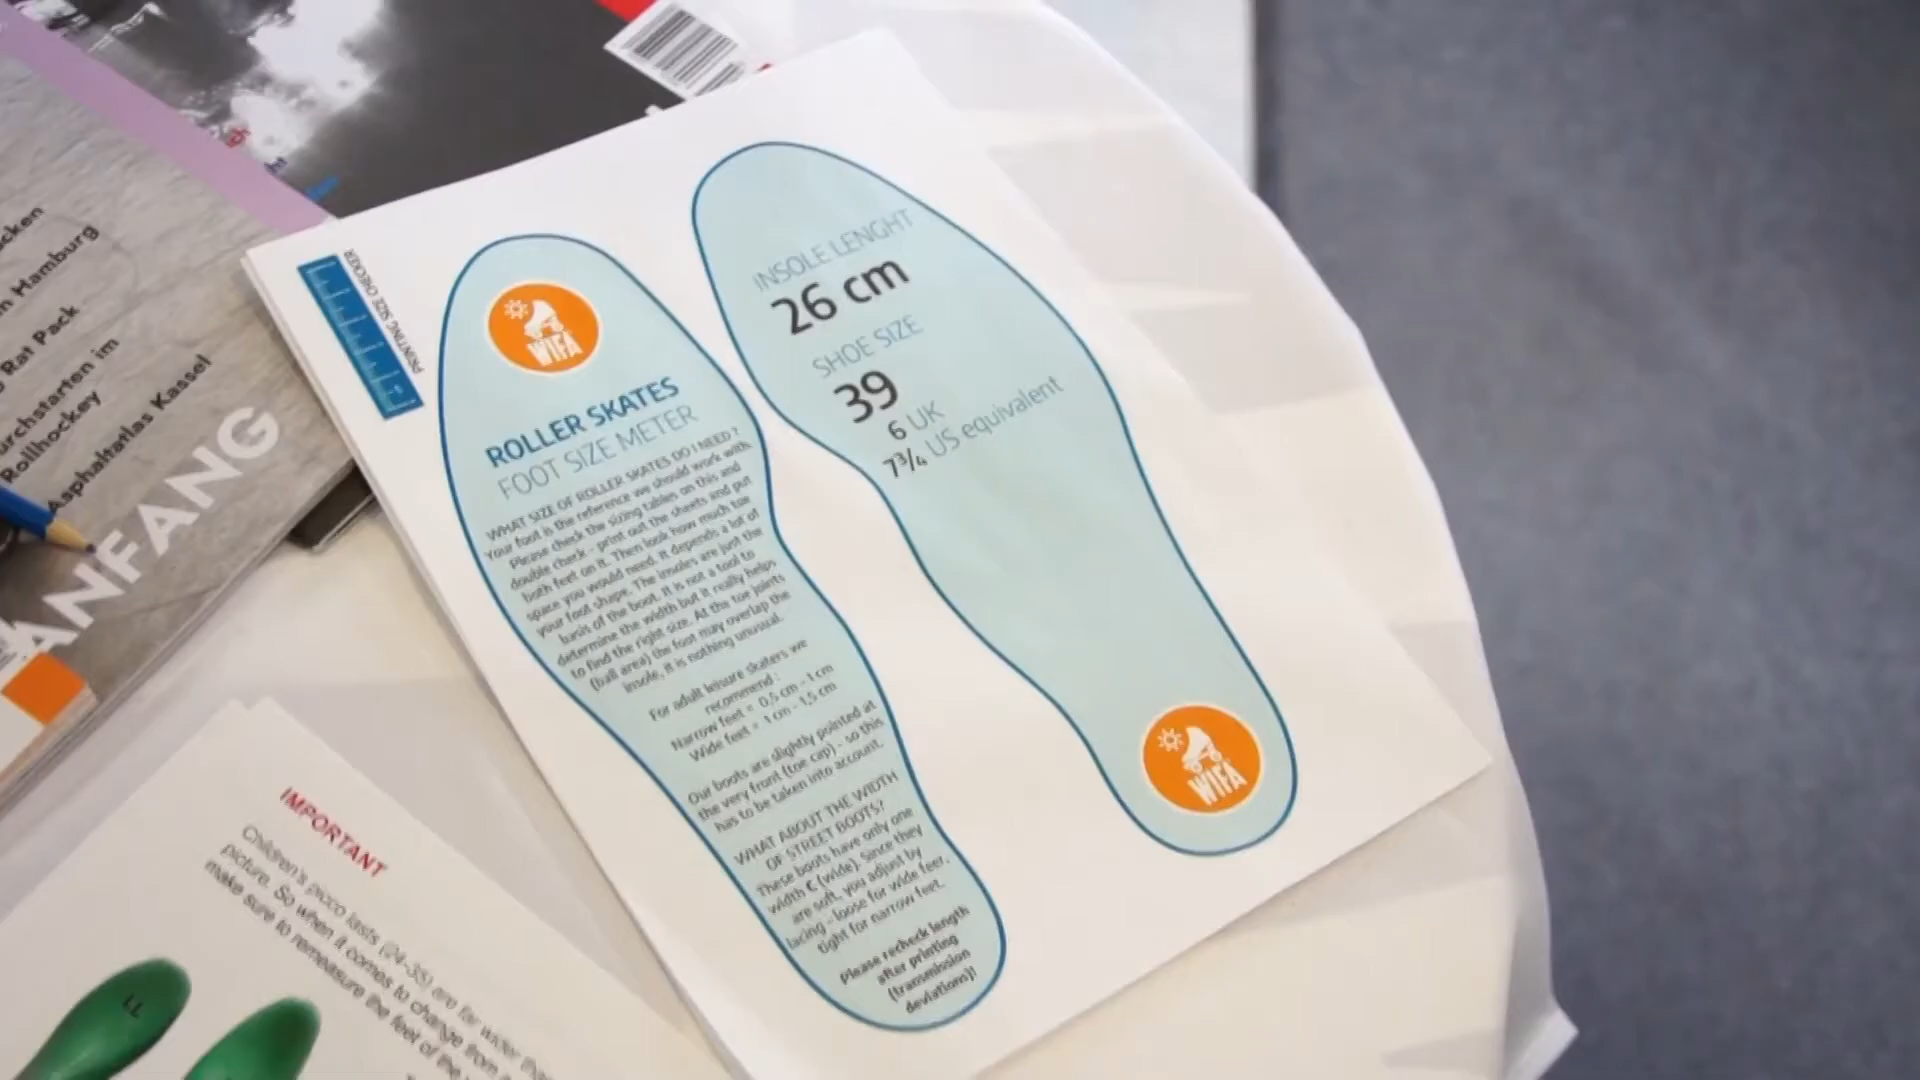 n Hamburg
Rat Pack
urchstarten im
Rollhockey
Asphaltatlas Kassel
ANFANG
PRINTING SIZE CHECKER
WIFA
ROLLER SKATES
FOOT SIZE METER
WHAT SIZE OF ROLLER SKATES DO I NEED?
Your foot is the reference we should work with.
Please check the sizing tables on this and
double check - print out the sheets and put
both feet on it. Then look how much toe
space you would need. It depends a lot of
your foot shape. The insoles are just the
basis of the boot. It is not a tool to
determine the width but it really helps
to find the right size. At the toe joints
(ball area) the foot may overlap the
insole, it is nothing unusual.
For adult leisure skaters we
recommend:
Narrow feet = 0,5 cm - 1 cm
Wide feet = 1 cm - 1,5 cm
Our boots are slightly pointed at
the very front (toe cap) - so this
has to be taken into account.
WHAT ABOUT THE WIDTH
OF STREET BOOTS?
These boots have only one
width € (wide). Since they
are soft, you adjust by
lacing - loose for wide feet,
tight for narrow feet.
Please recheck length
after printing
(transmission
deviations)!
INSOLE LENGHT
26 cm
SHOE SIZE
39
6 UK
7¾ US equivalent
WIFA
IMPORTANT
Children's picco lasts (24-35) are far wider than
picture. So when it comes to change from
make sure to remeasure the feet of the
LL